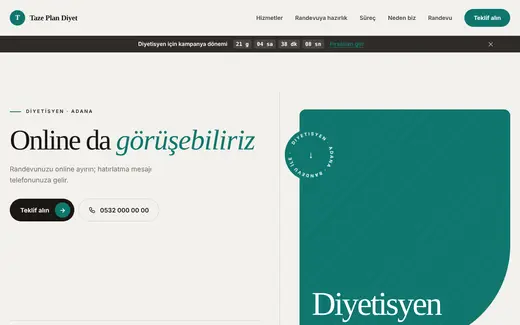 T Taze Plan Diyet
Hizmetler Randevuya hazırlık Süreç Neden biz Randevu Teklif alın
Diyetisyen için kampanya dönemi 21 g 04 sa 38 dk 08 sn Fırsatları gör ×
DİYETİSYEN · ADANA
Online da görüşebiliriz
Randevunuzu online ayırın; hatırlatma mesajı
telefonunuza gelir.
Teklif alın → 0532 000 00 00
DİYETİSYEN · ADANA · RANDEVU İLE ·
↓
Diyetisyen